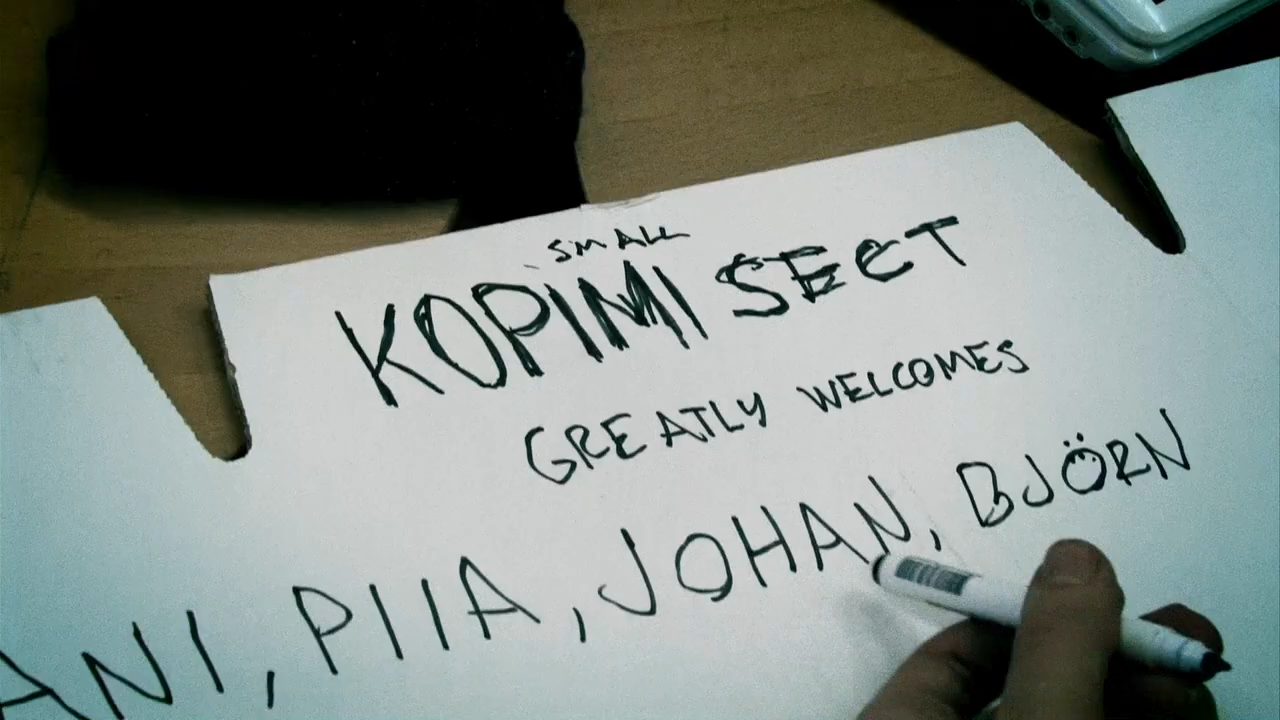 SMALL
KOPIMI SECT
GREATLY WELCOMES
ANI, PIIA, JOHAN, BJÖRN